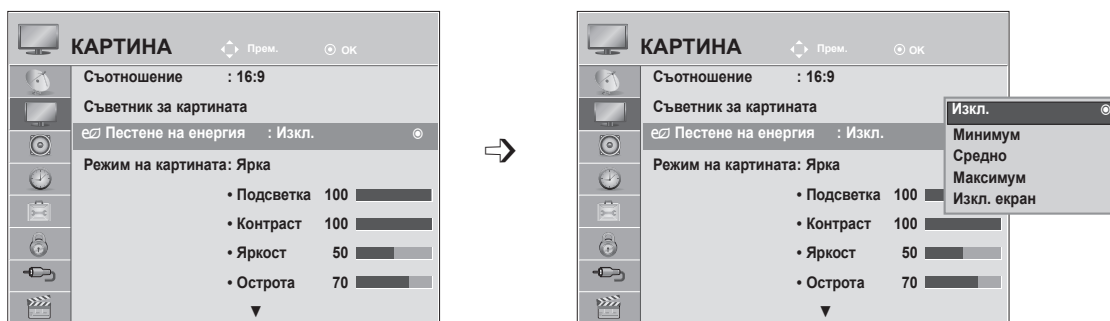 КАРТИНА
Прем.
OK
Съотношение : 16:9
Съветник за картината
Пестене на енергия : Изкл.
Режим на картината: Ярка
• Подсветка 100
• Контраст 100
• Яркост 50
• Острота 70
КАРТИНА
Прем.
OK
Съотношение : 16:9
Съветник за картината
Пестене на енергия : Изкл.
Режим на картината: Ярка
• Подсветка 100
• Контраст 100
• Яркост 50
• Острота 70
Изкл.
Минимум
Средно
Максимум
Изкл. екран